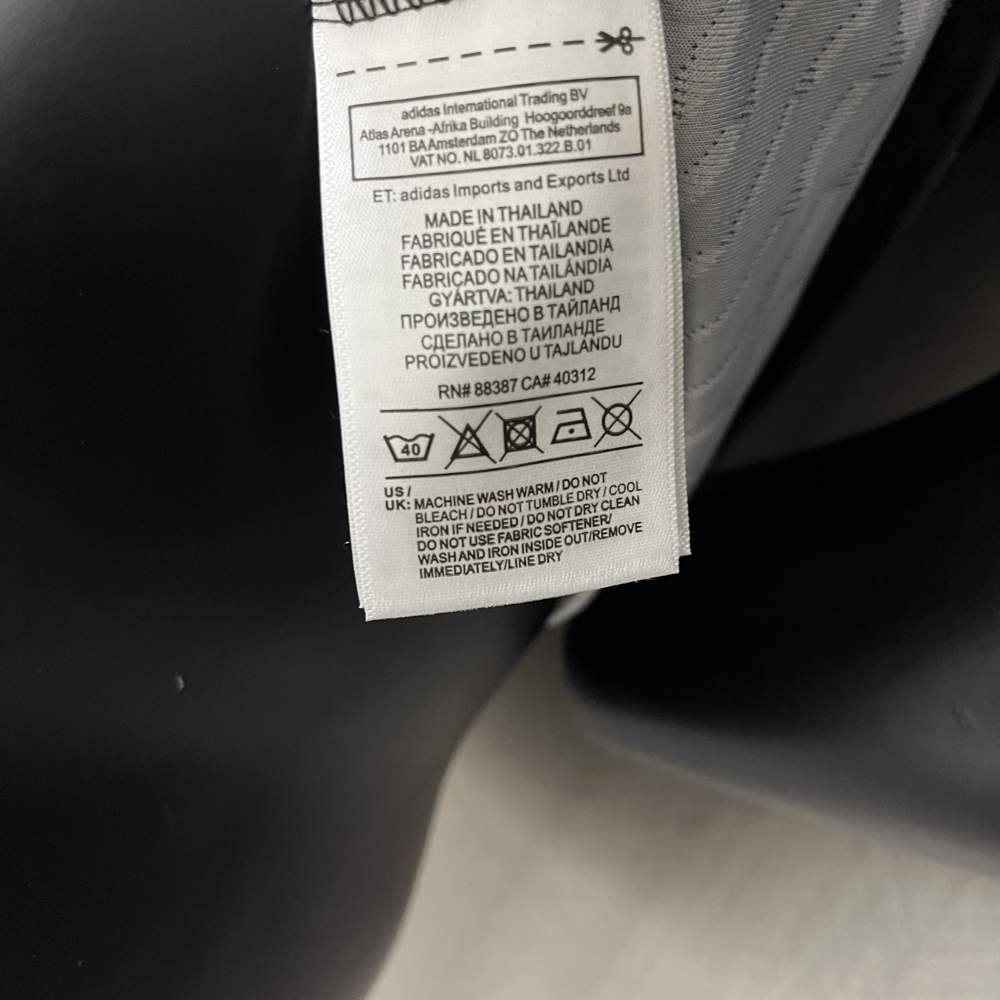 adidas International Trading BV
Atlas Arena -Afrika Building Hoogoorddreef 9a
1101 BA Amsterdam ZO The Netherlands
VAT NO. NL 8073.01.322.B.01
ET: adidas Imports and Exports Ltd
MADE IN THAILAND
FABRIQUÉ EN THAÏLANDE
FABRICADO EN TAILANDIA
FABRICADO NA TAILÂNDIA
GYÁRTVA: THAILAND
ПРОИЗВЕДЕНО В ТАЙЛАНД
СДЕЛАНО В ТАИЛАНДЕ
PROIZVEDENO U TAJLANDU
RN# 88387 CA# 40312
40
US /
UK: MACHINE WASH WARM / DO NOT
BLEACH / DO NOT TUMBLE DRY / COOL
IRON IF NEEDED / DO NOT DRY CLEAN
DO NOT USE FABRIC SOFTENER/
WASH AND IRON INSIDE OUT/REMOVE
IMMEDIATELY/LINE DRY